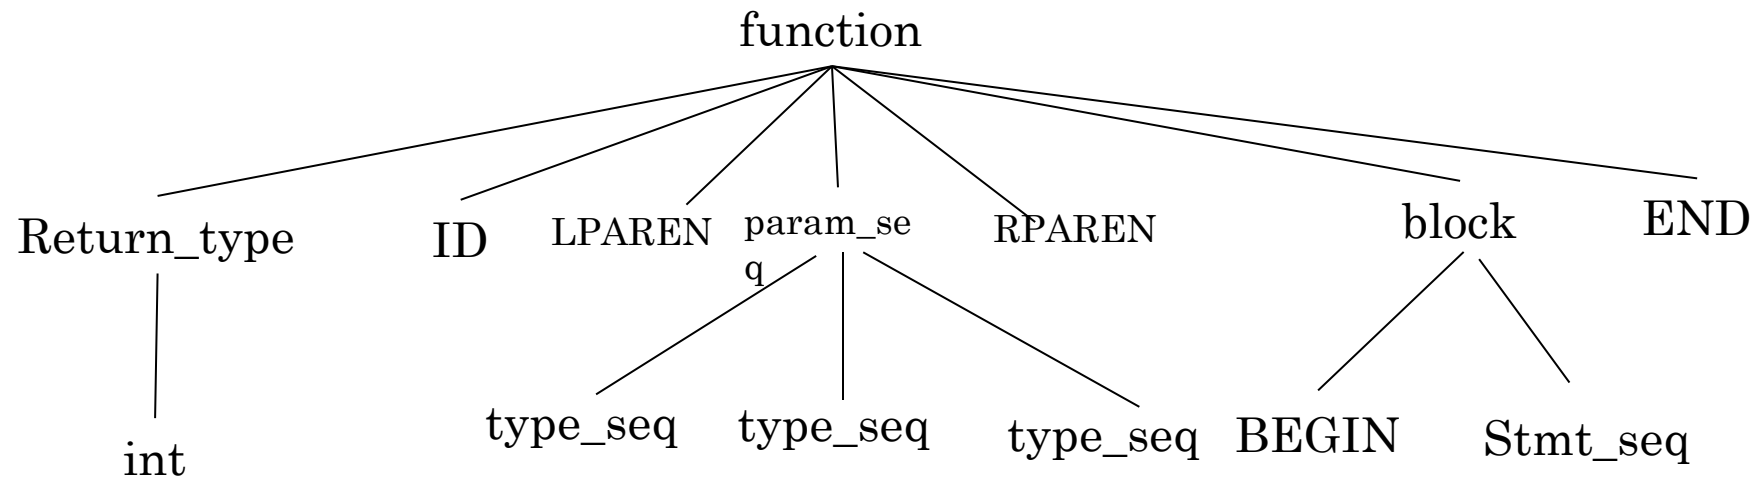 function
Return_type ID LPAREN param_se RPAREN block END
q
type_seq type_seq type_seq BEGIN Stmt_seq
int